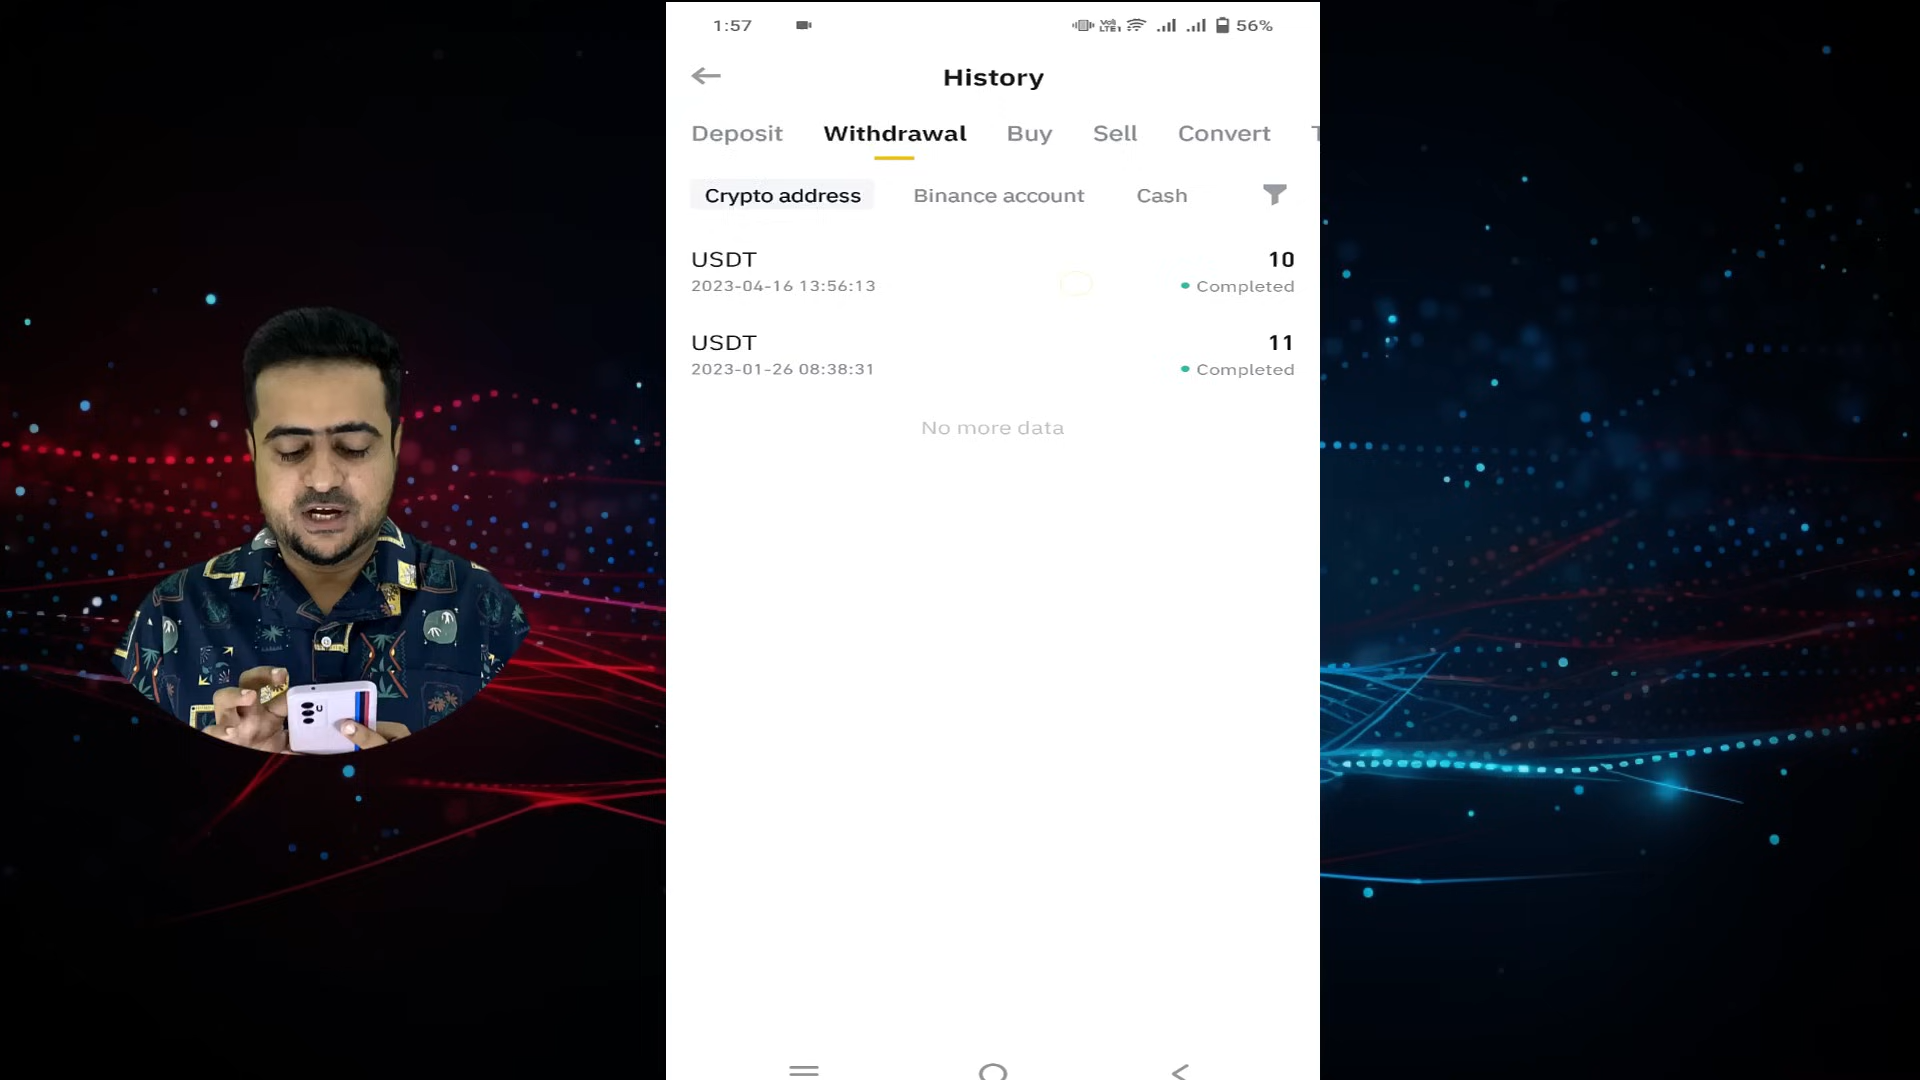 1:57
56%
History
Deposit Withdrawal Buy Sell Convert
Crypto address Binance account Cash
USDT 10
2023-04-16 13:56:13 Completed
USDT 11
2023-01-26 08:38:31 Completed
No more data